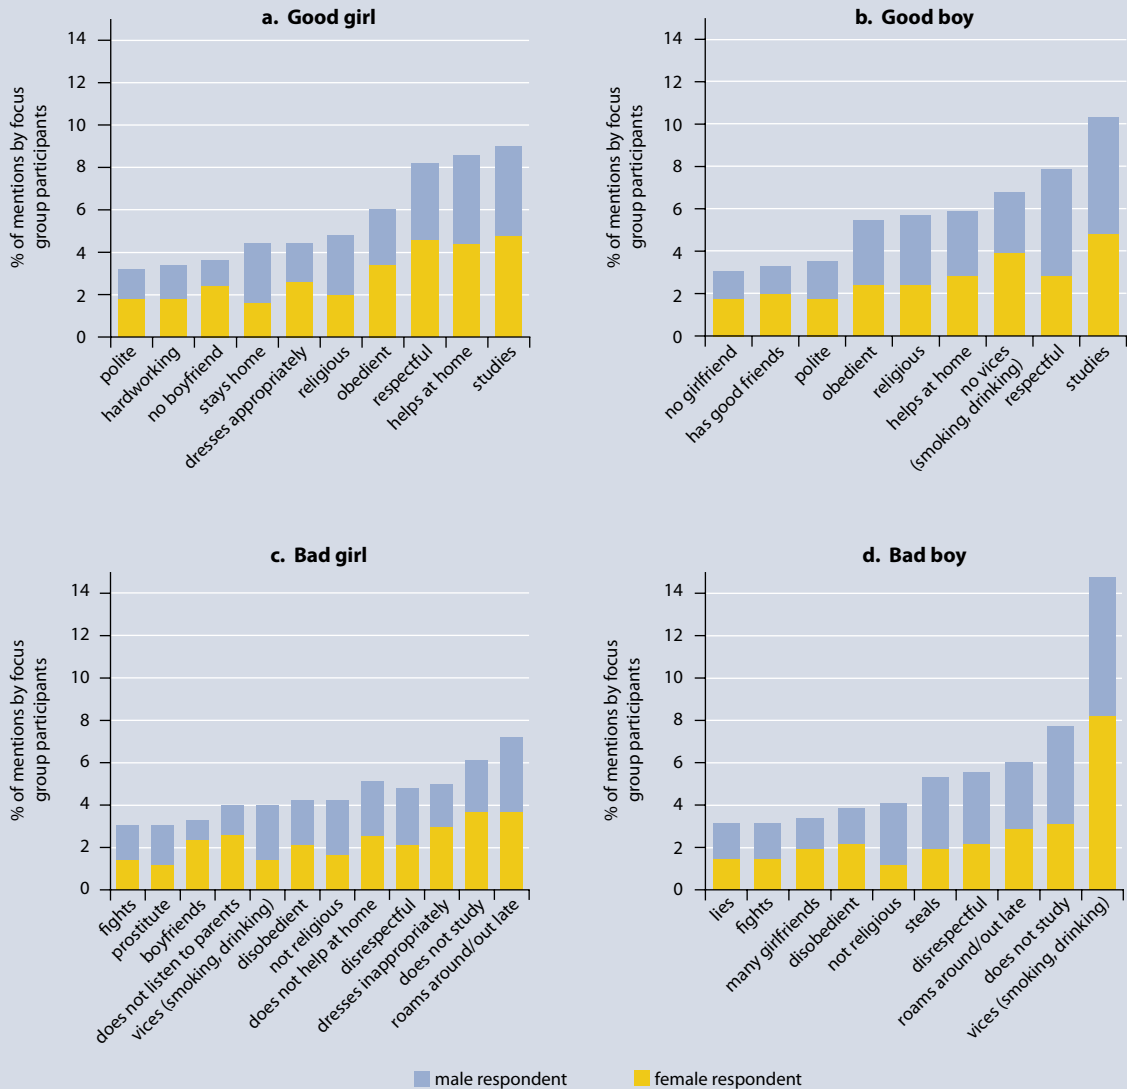 a. Good girl
% of mentions by focus
group participants
14
12
10
8
6
4
2
0
polite
hardworking
no boyfriend
stays home
dresses appropriately
religious
obedient
respectful
helps at home
studies
b. Good boy
% of mentions by focus
group participants
14
12
10
8
6
4
2
0
no girlfriend
has good friends
polite
obedient
religious
helps at home
no vices
(smoking, drinking)
respectful
studies
c. Bad girl
% of mentions by focus
group participants
14
12
10
8
6
4
2
0
fights
prostitute
boyfriends
does not listen to parents
vices (smoking, drinking)
disobedient
not religious
does not help at home
disrespectful
dresses inappropriately
does not study
roams around/out late
d. Bad boy
% of mentions by focus
group participants
14
12
10
8
6
4
2
0
lies
fights
many girlfriends
disobedient
not religious
steals
disrespectful
roams around/out late
does not study
vices (smoking, drinking)
male respondent
female respondent